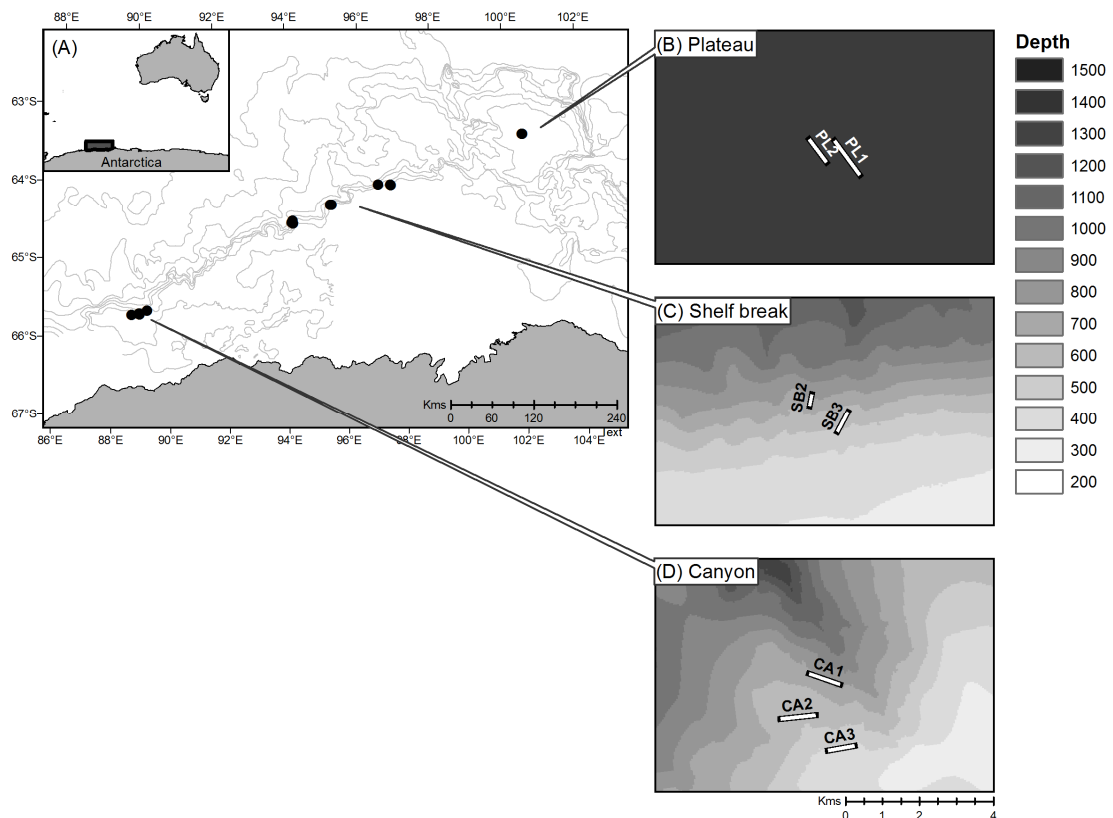 88°E 90°E 92°E 94°E 96°E 98°E 100°E 102°E
(A)
Antarctica
63°S
64°S
65°S
66°S
67°S
Kms
0 60 120 240
86°E 88°E 90°E 92°E 94°E 96°E 98°E 100°E 102°E 104°E
Text
(B) Plateau
PL2
PL1
(C) Shelf break
SB2
SB3
(D) Canyon
CA1
CA2
CA3
Kms
0 1 2 4
Depth
1500
1400
1300
1200
1100
1000
900
800
700
600
500
400
300
200